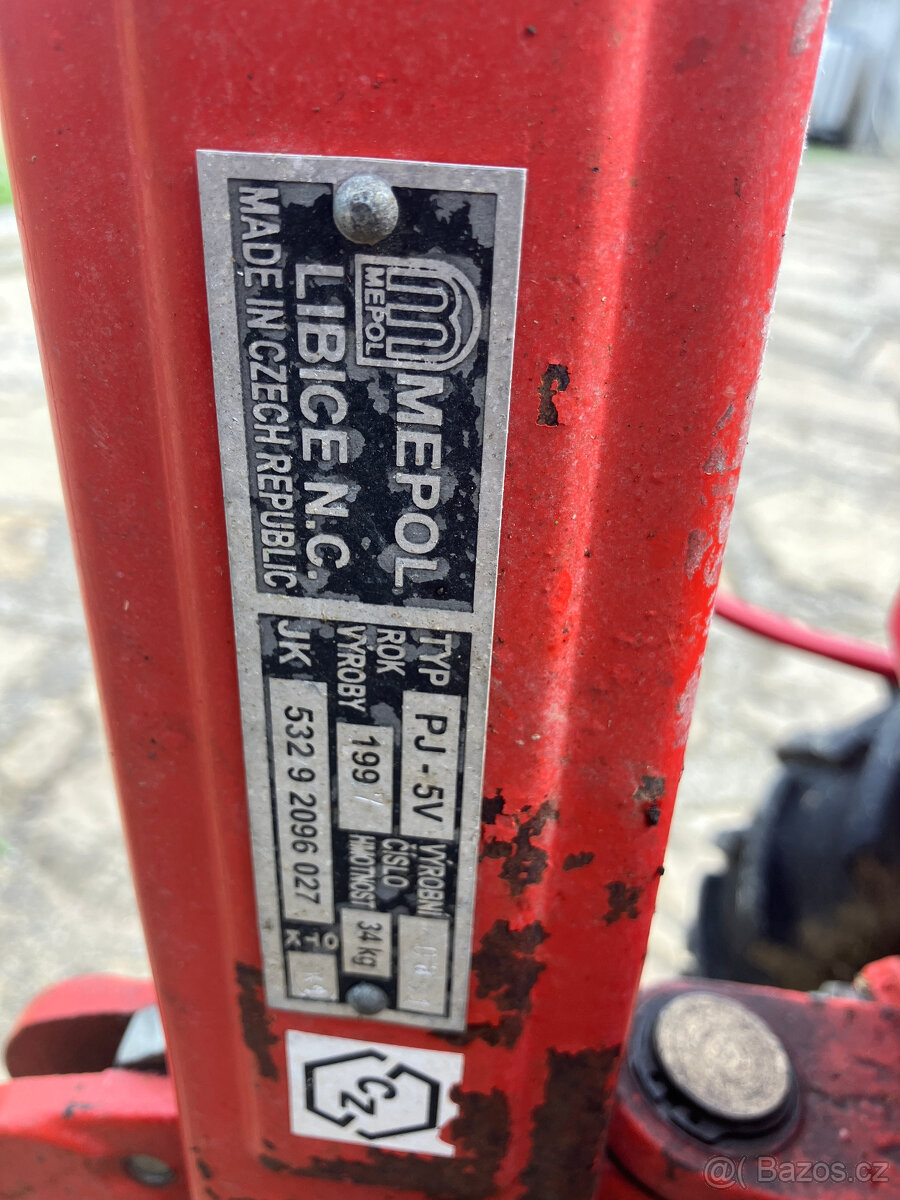 MEPOL
MEPOL
LIBICE N.C.
MADE IN CZECH REPUBLIC
TYP PJ-5V VÝROBNÍ ČÍSLO
ROK VÝROBY 199 HMOTNOST 34 kg
JK 532 9 2096 027 OTK
CZ
@( Bazos.cz